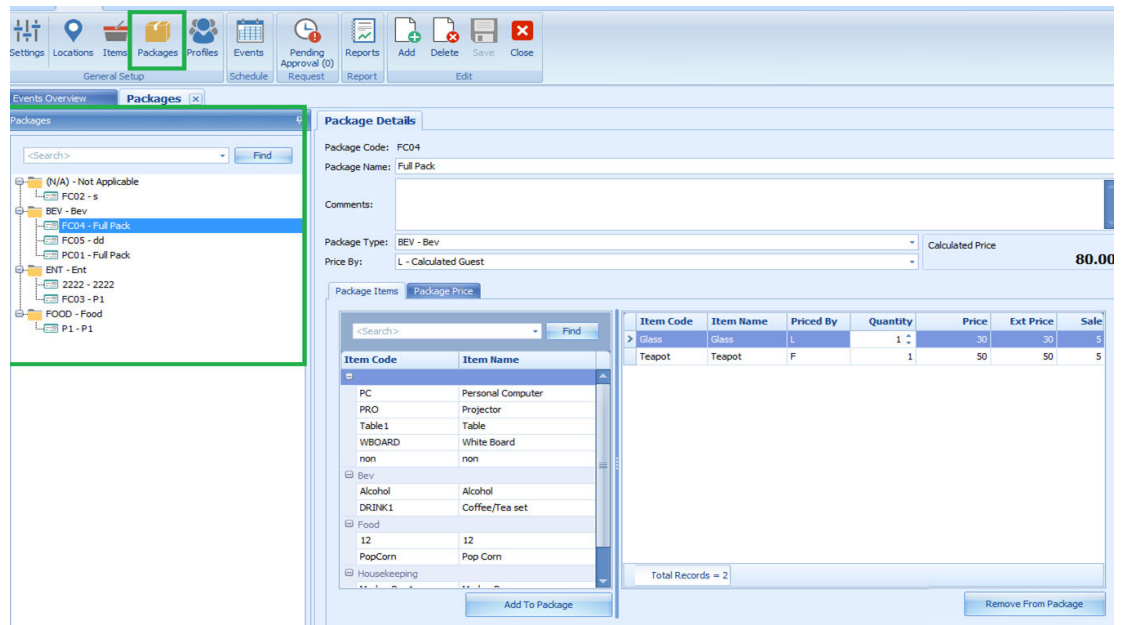 Settings Locations Items Packages Profiles Events Pending Approval (0) Reports Add Delete Save Close
General Setup Schedule Request Report Edit
Events Overview Packages
Packages
<Search> Find
(N/A) - Not Applicable
FC02 - s
BEV - Bev
FC04 - Full Pack
FC05 - dd
PC01 - Full Pack
ENT - Ent
2222 - 2222
FC03 - P1
FOOD - Food
P1 - P1
Package Details
Package Code: FC04
Package Name: Full Pack
Comments:
Package Type: BEV - Bev
Calculated Price
Price By: L - Calculated Guest
80.00
Package Items Package Price
<Search> Find
Item Code Item Name
PC Personal Computer
PRO Projector
Table1 Table
WBOARD White Board
non non
Bev
Alcohol Alcohol
DRINK1 Coffee/Tea set
Food
12 12
PopCorn Pop Corn
Housekeeping
Add To Package
Item Code Item Name Priced By Quantity Price Ext Price Sale
Glass Glass L 1 30 30 5
Teapot Teapot F 1 50 50 5
Total Records = 2
Remove From Package